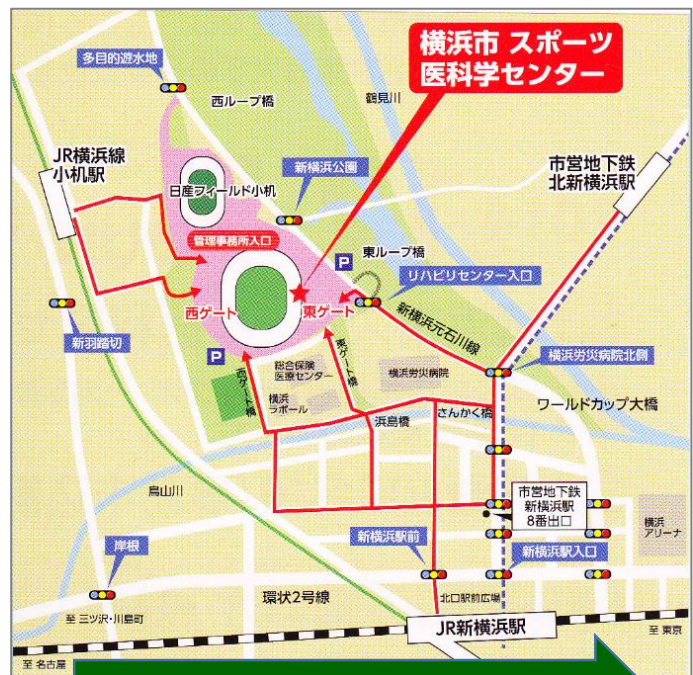 横浜市 スポーツ
医科学センター
多目的遊水地
西ループ橋
鶴見川
JR横浜線
小机駅
新横浜公園
市営地下鉄
北新横浜駅
日産フィールド小机
管理事務所入口
東ループ橋
P
リハビリセンター入口
西ゲート
東ゲート
新横浜元石川線
新羽踏切
P
横浜労災病院北側
東ゲート橋
総合保険
医療センター
横浜労災病院
西ゲート橋
横浜
ラポール
さんかく橋
ワールドカップ大橋
浜鳥橋
鳥山川
市営地下鉄
新横浜駅
8番出口
横浜
アリーナ
岸根
新横浜駅前
新横浜駅入口
環状2号線
北口駅前広場
至 三ツ沢・川島町
JR新横浜駅
至 東京
至 名古屋